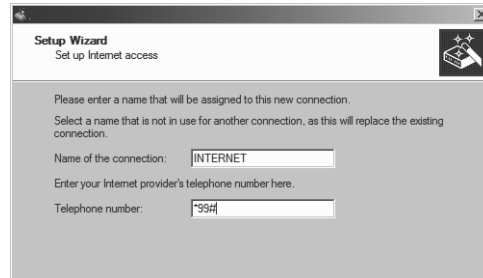 Setup Wizard
Set up Internet access
Please enter a name that will be assigned to this new connection.
Select a name that is not in use for another connection, as this will replace the existing
connection.
Name of the connection: INTERNET
Enter your Internet provider's telephone number here.
Telephone number: *99#